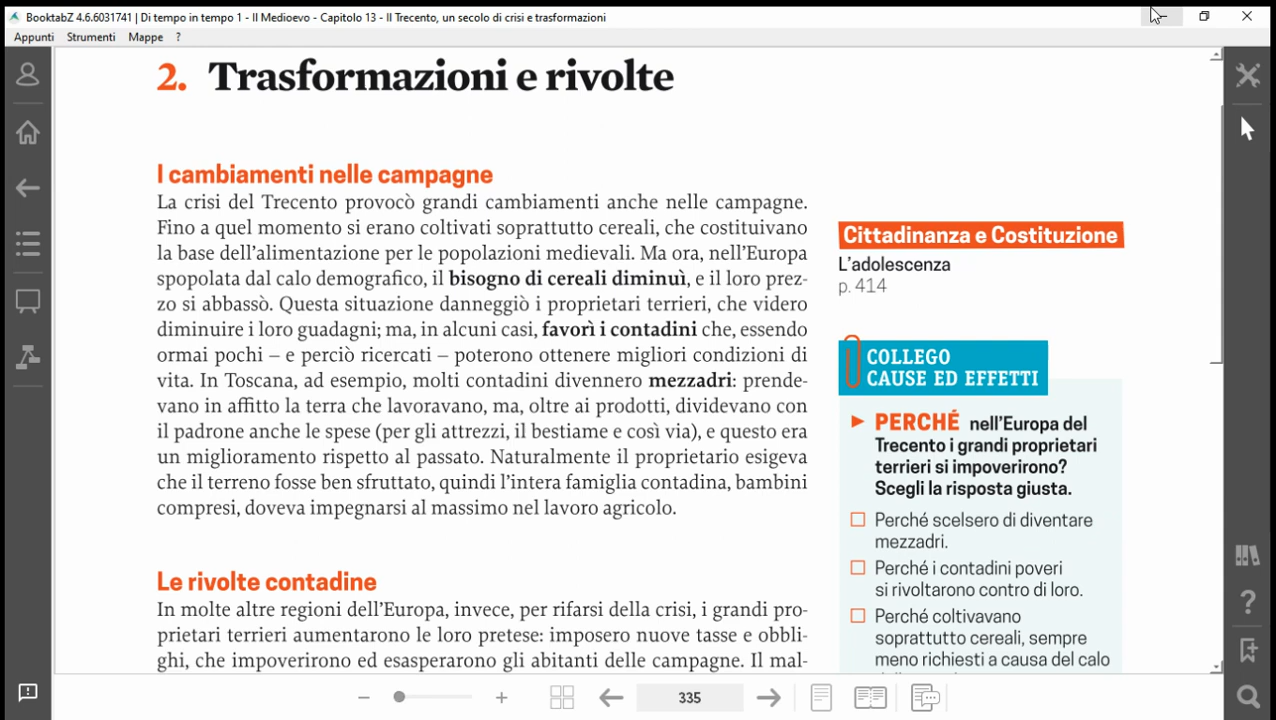 BooktabZ 4.6.6031741 | Di tempo in tempo 1 - Il Medioevo - Capitolo 13 - Il Trecento, un secolo di crisi e trasformazioni
Appunti Strumenti Mappe ?
2. Trasformazioni e rivolte
I cambiamenti nelle campagne
La crisi del Trecento provocò grandi cambiamenti anche nelle campagne.
Fino a quel momento si erano coltivati soprattutto cereali, che costituivano
la base dell'alimentazione per le popolazioni medievali. Ma ora, nell'Europa
spopolata dal calo demografico, il bisogno di cereali diminuì, e il loro prez-
zo si abbassò. Questa situazione danneggiò i proprietari terrieri, che videro
diminuire i loro guadagni; ma, in alcuni casi, favorì i contadini che, essendo
ormai pochi – e perciò ricercati – poterono ottenere migliori condizioni di
vita. In Toscana, ad esempio, molti contadini divennero mezzadri: prende-
vano in affitto la terra che lavoravano, ma, oltre ai prodotti, dividevano con
il padrone anche le spese (per gli attrezzi, il bestiame e così via), e questo era
un miglioramento rispetto al passato. Naturalmente il proprietario esigeva
che il terreno fosse ben sfruttato, quindi l'intera famiglia contadina, bambini
compresi, doveva impegnarsi al massimo nel lavoro agricolo.
Le rivolte contadine
In molte altre regioni dell'Europa, invece, per rifarsi della crisi, i grandi pro-
prietari terrieri aumentarono le loro pretese: imposero nuove tasse e obbli-
ghi, che impoverirono ed esasperarono gli abitanti delle campagne. Il mal-
Cittadinanza e Costituzione
L'adolescenza
p. 414
COLLEGO
CAUSE ED EFFETTI
PERCHÉ nell'Europa del
Trecento i grandi proprietari
terrieri si impoverirono?
Scegli la risposta giusta.
Perché scelsero di diventare
mezzadri.
Perché i contadini poveri
si rivoltarono contro di loro.
Perché coltivavano
soprattutto cereali, sempre
meno richiesti a causa del calo
335